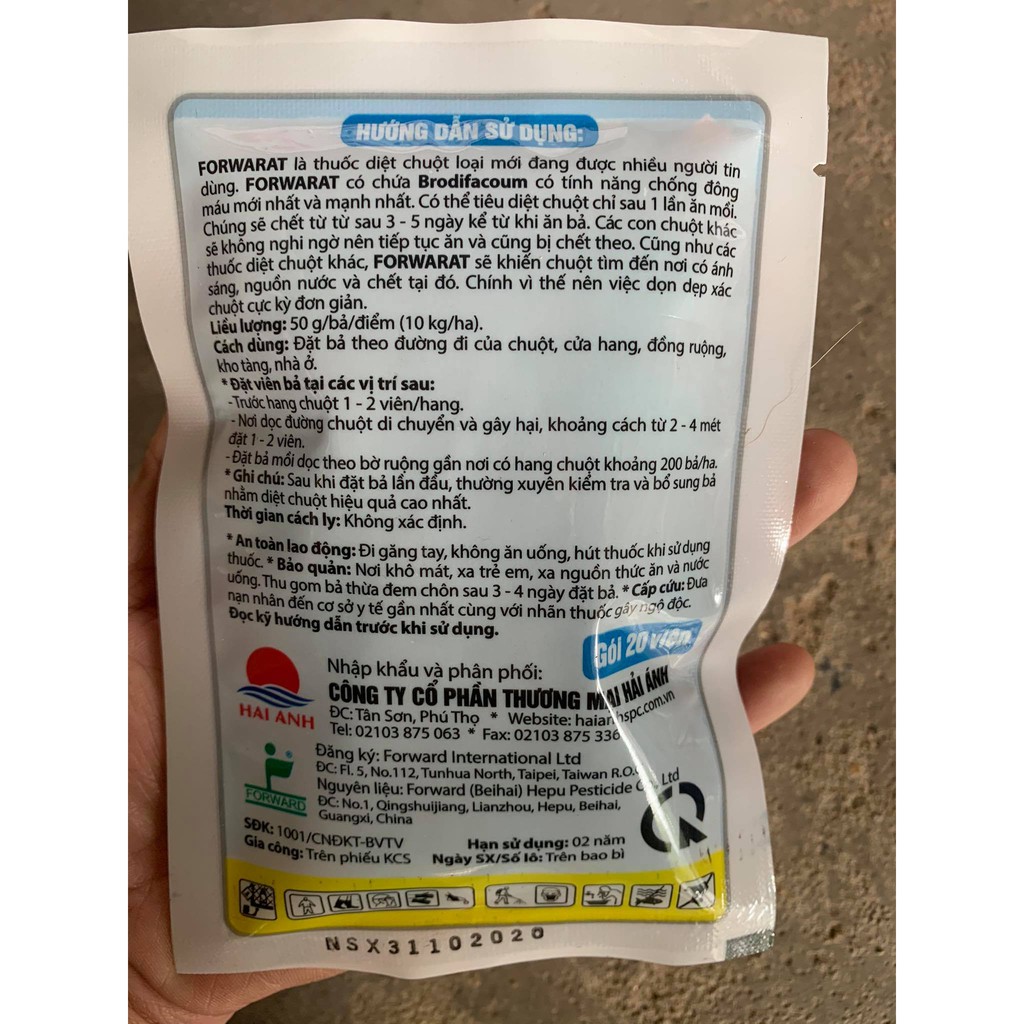 HƯỚNG DẪN SỬ DỤNG:
FORWARAT là thuốc diệt chuột loại mới đang được nhiều người tin
dùng. FORWARAT có chứa Brodifacoum có tính năng chống đông
máu mới nhất và mạnh nhất. Có thể tiêu diệt chuột chỉ sau 1 lần ăn mồi.
Chúng sẽ chết từ từ sau 3 - 5 ngày kể từ khi ăn bả. Các con chuột khác
sẽ không nghi ngờ nên tiếp tục ăn và cũng bị chết theo. Cũng như các
thuốc diệt chuột khác, FORWARAT sẽ khiến chuột tìm đến nơi có ánh
sáng, nguồn nước và chết tại đó. Chính vì thế nên việc dọn dẹp xác
chuột cực kỳ đơn giản.
Liều lượng: 50 g/bả/điểm (10 kg/ha).
Cách dùng: Đặt bả theo đường đi của chuột, cửa hang, đồng ruộng,
kho tàng, nhà ở.
* Đặt viên bả tại các vị trí sau:
- Trước hang chuột 1 - 2 viên/hang.
- Nơi dọc đường chuột di chuyển và gây hại, khoảng cách từ 2 - 4 mét
đặt 1 - 2 viên.
- Đặt bả mồi dọc theo bờ ruộng gần nơi có hang chuột khoảng 200 bả/ha.
* Ghi chú: Sau khi đặt bả lần đầu, thường xuyên kiểm tra và bổ sung bả
nhằm diệt chuột hiệu quả cao nhất.
Thời gian cách ly: Không xác định.
* An toàn lao động: Đi găng tay, không ăn uống, hút thuốc khi sử dụng
thuốc. * Bảo quản: Nơi khô mát, xa trẻ em, xa nguồn thức ăn và nước
uống. Thu gom bả thừa đem chôn sau 3 - 4 ngày đặt bả. * Cấp cứu: Đưa
nạn nhân đến cơ sở y tế gần nhất cùng với nhãn thuốc gây ngộ độc.
Đọc kỹ hướng dẫn trước khi sử dụng.
Gói 20 viên
Nhập khẩu và phân phối:
CÔNG TY CỔ PHẦN THƯƠNG MẠI HẢI ÁNH
HAI ANH
ĐC: Tân Sơn, Phú Thọ * Website: haianhspc.com.vn
Tel: 02103 875 063 * Fax: 02103 875 336
Đăng ký: Forward International Ltd
ĐC: Fl. 5, No.112, Tunhua North, Taipei, Taiwan R.O.
Nguyên liệu: Forward (Beihai) Hepu Pesticide Co., Ltd
FORWARD
ĐC: No.1, Qingshuijiang, Lianzhou, Hepu, Beihai,
Guangxi, China
SĐK: 1001/CNĐKT-BVTV
Hạn sử dụng: 02 năm
Gia công: Trên phiếu KCS
Ngày SX/Số lô: Trên bao bì
NSX31102020